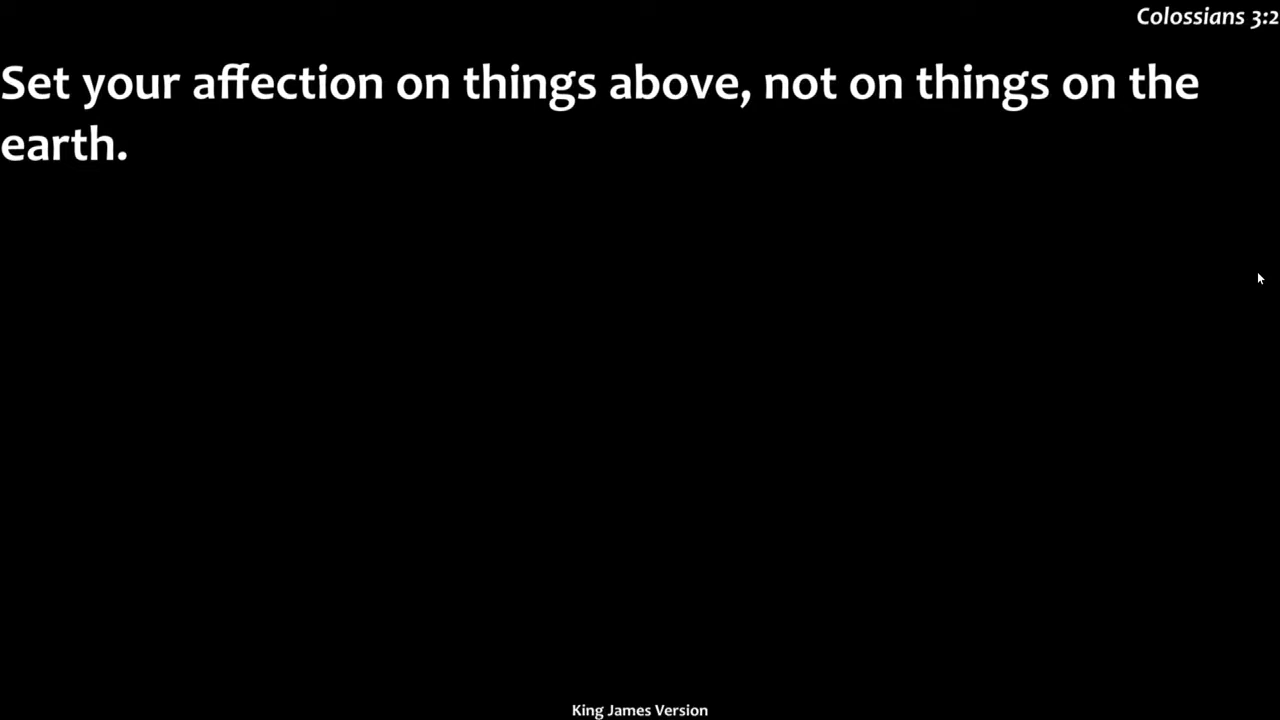 Colossians 3:2
Set your affection on things above, not on things on the
earth.
King James Version